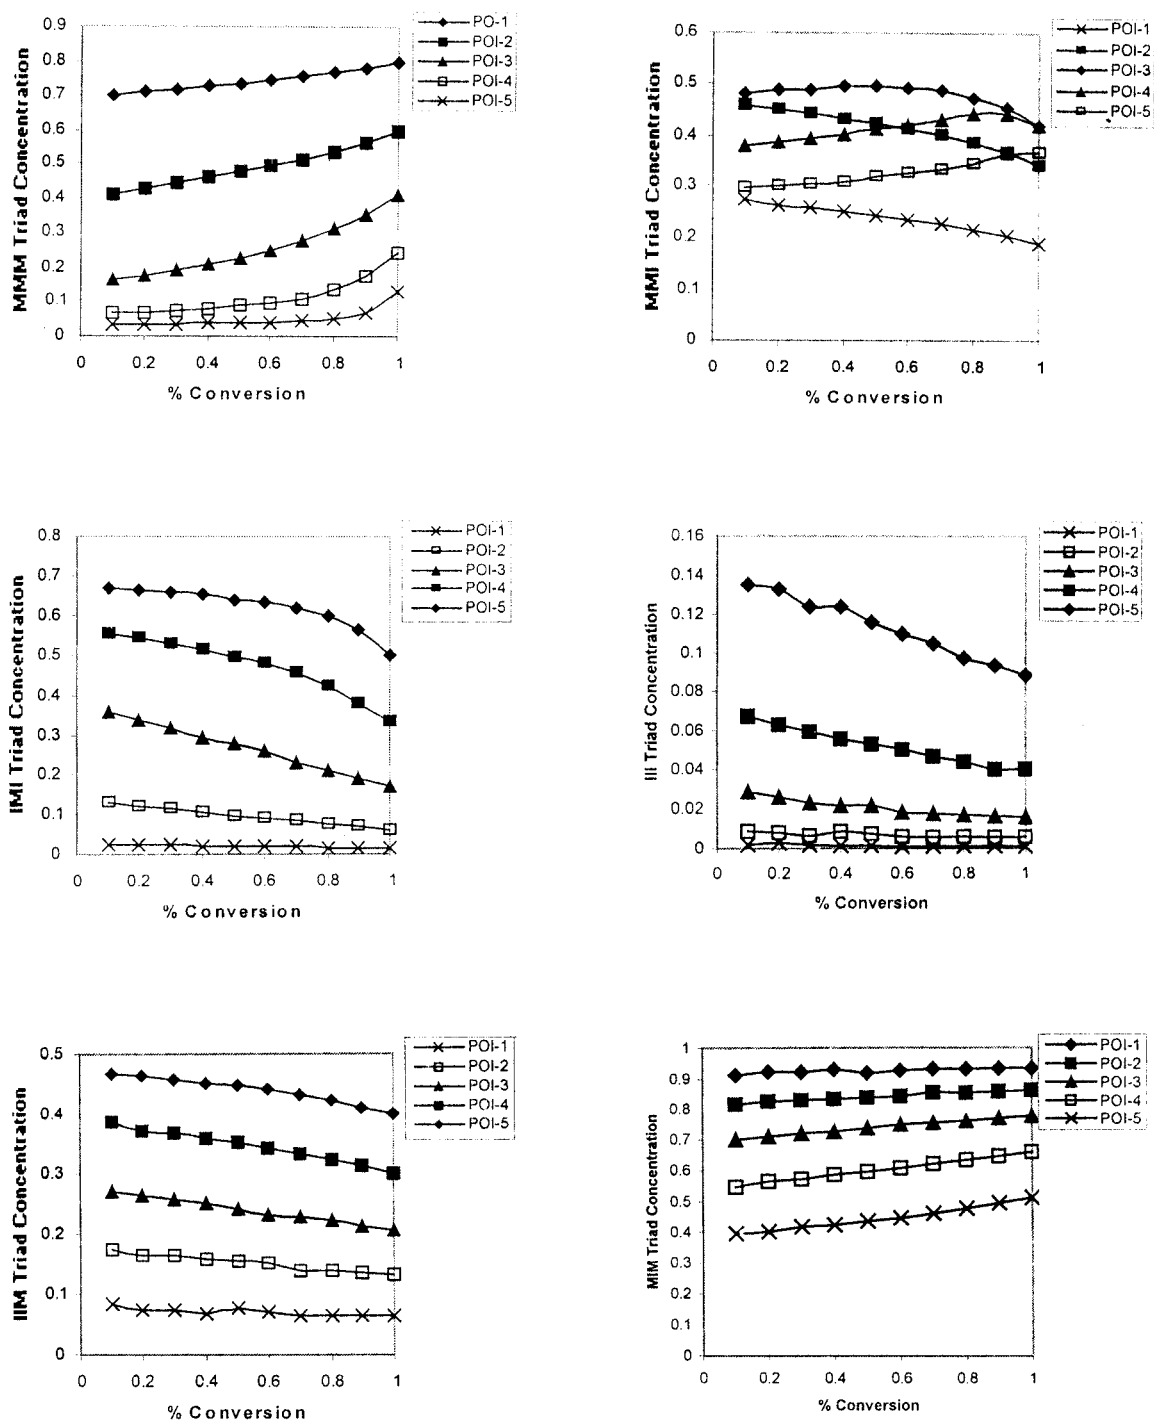 MMM Triad Concentration
0.9
0.8
0.7
0.6
0.5
0.4
0.3
0.2
0.1
0
0 0.2 0.4 0.6 0.8 1
% Conversion
PO-1
POI-2
POI-3
POI-4
POI-5
MMI Triad Concentration
0.6
0.5
0.4
0.3
0.2
0.1
0
0 0.2 0.4 0.6 0.8 1
% Conversion
POI-1
POI-2
POI-3
POI-4
POI-5
IMI Triad Concentration
0.8
0.7
0.6
0.5
0.4
0.3
0.2
0.1
0
0 0.2 0.4 0.6 0.8 1
% Conversion
POI-1
POI-2
POI-3
POI-4
POI-5
III Triad Concentration
0.16
0.14
0.12
0.1
0.08
0.06
0.04
0.02
0
0 0.2 0.4 0.6 0.8 1
% Conversion
POI-1
POI-2
POI-3
POI-4
POI-5
IIM Triad Concentration
0.5
0.4
0.3
0.2
0.1
0
0 0.2 0.4 0.6 0.8 1
% Conversion
POI-1
POI-2
POI-3
POI-4
POI-5
MIM Triad Concentration
1
0.9
0.8
0.7
0.6
0.5
0.4
0.3
0.2
0.1
0
0 0.2 0.4 0.6 0.8 1
% Conversion
POI-1
POI-2
POI-3
POI-4
POI-5